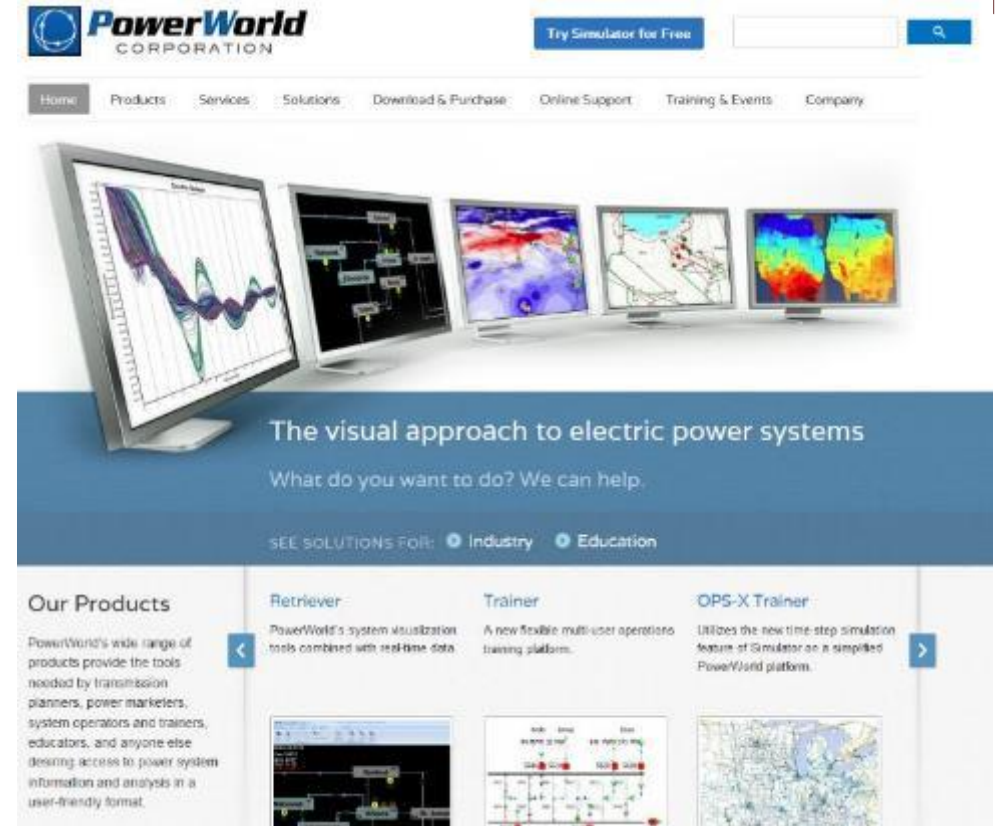 PowerWorld
CORPORATION
Try Simulator for Free
Home Products Services Solutions Download & Purchase Online Support Training & Events Company
The visual approach to electric power systems
What do you want to do? We can help.
SEE SOLUTIONS FOR: Industry Education
Our Products
PowerWorld's wide range of
products provide the tools
needed by transmission
planners, power marketers,
system operators and trainers,
educators, and anyone else
desiring access to power system
information and analysis in a
user-friendly format.
Retriever
PowerWorld's system visualization
tools combined with real-time data.
Trainer
A new flexible multi-user operations
training platform.
OPS-X Trainer
Utilizes the new time-step simulation
feature of Simulator on a simplified
PowerWorld platform.